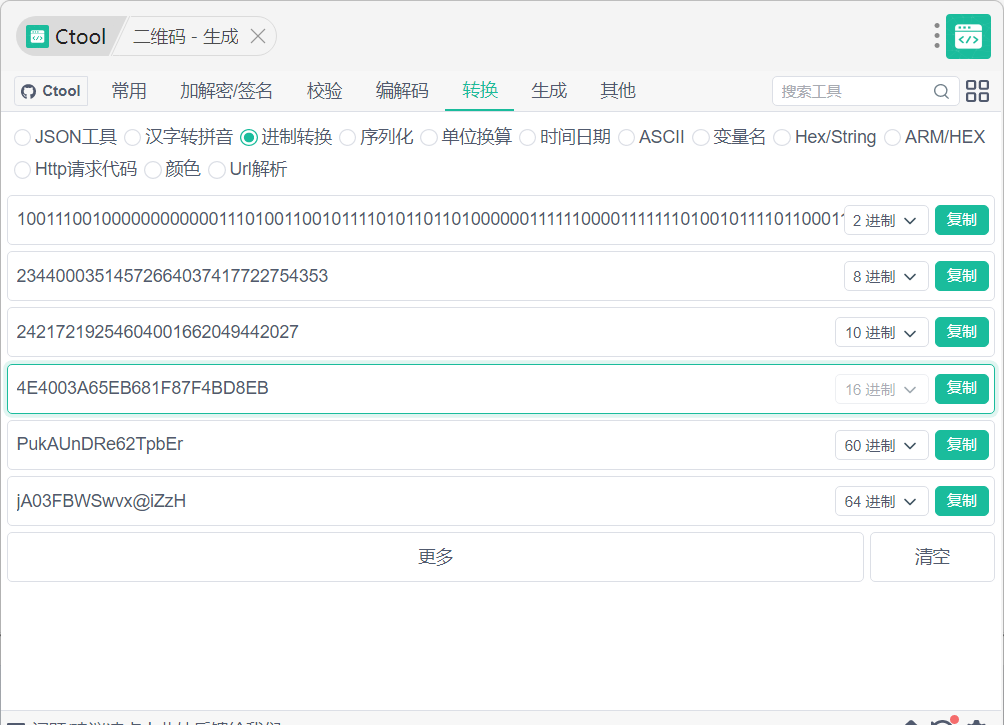 Ctool 二维码 - 生成
Ctool 常用 加解密/签名 校验 编解码 转换 生成 其他 搜索工具
JSON工具 汉字转拼音 进制转换 序列化 单位换算 时间日期 ASCII 变量名 Hex/String ARM/HEX
Http请求代码 颜色 Url解析
10011100100000000000011101001100101111010110110100000011111100001111111010010111101100011 2 进制 复制
23440003514572664037417722754353 8 进制 复制
24217219254604001662049442027 10 进制 复制
4E4003A65EB681F87F4BD8EB 16 进制 复制
PukAUnDRe62TpbEr 60 进制 复制
jA03FBWSwvx@iZzH 64 进制 复制
更多 清空